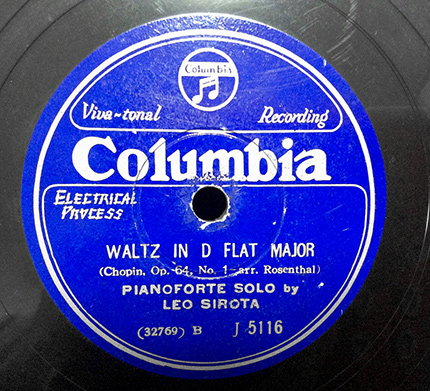 Columbia
Viva-tonal Recording
Columbia
ELECTRICAL
PROCESS
WALTZ IN D FLAT MAJOR
(Chopin, Op. 64, No. 1-arr. Rosenthal)
PIANOFORTE SOLO by
LEO SIROTA
(32769) B J 5116